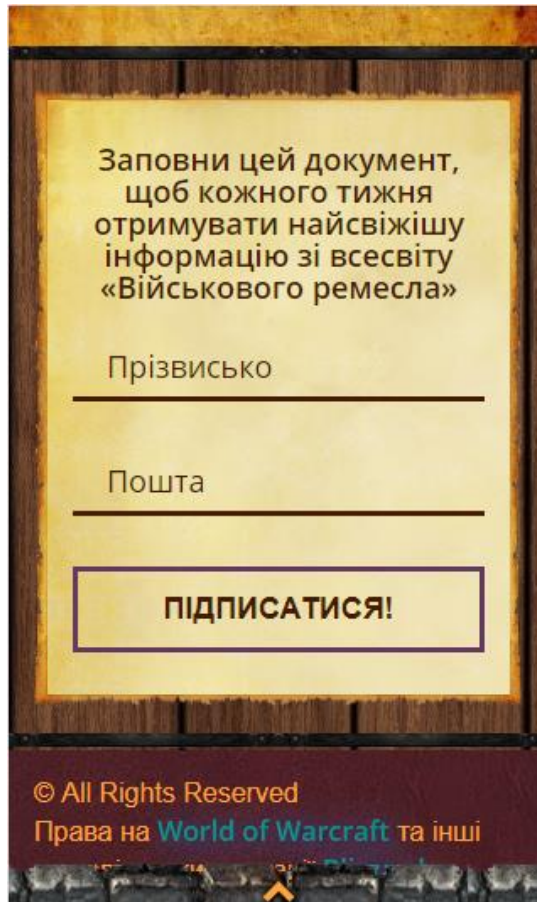 Заповни цей документ,
щоб кожного тижня
отримувати найсвіжішу
інформацію зі всесвіту
«Військового ремесла»
Прізвисько
Пошта
ПІДПИСАТИСЯ!
© All Rights Reserved
Права на World of Warcraft та інші